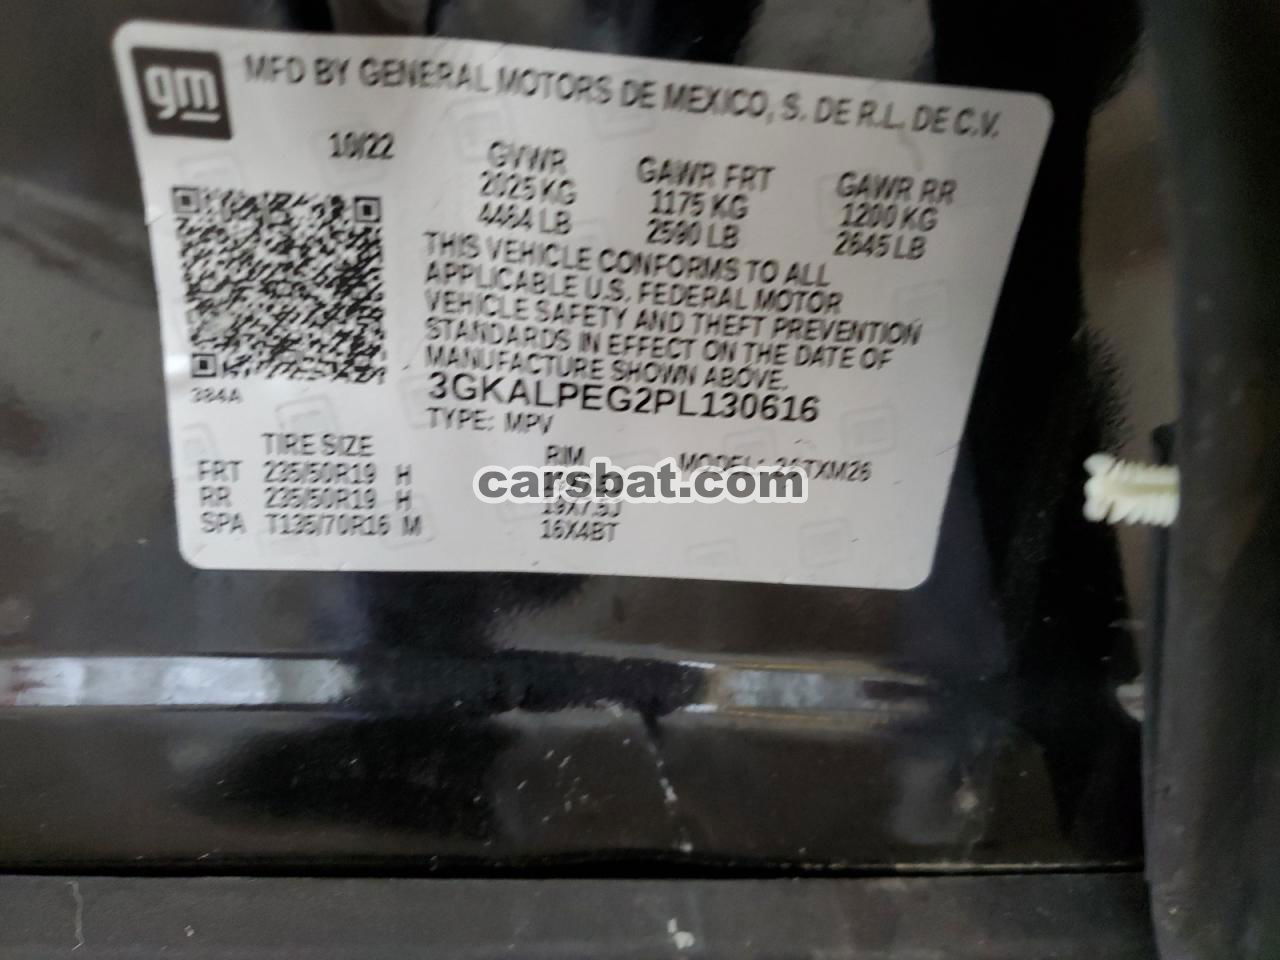 gm
MFD BY GENERAL MOTORS DE MEXICO, S. DE R.L. DE C.V.
10/22
GVWR
2025 KG
4464 LB
GAWR FRT
1175 KG
2590 LB
GAWR RR
1200 KG
2645 LB
THIS VEHICLE CONFORMS TO ALL
APPLICABLE U.S. FEDERAL MOTOR
VEHICLE SAFETY AND THEFT PREVENTION
STANDARDS IN EFFECT ON THE DATE OF
MANUFACTURE SHOWN ABOVE.
384A
3GKALPEG2PL130616
TYPE: MPV
TIRE SIZE
RIM
MODEL:
FRT 235/50R19 H
carsbat.com
RR 235/50R19 H 19X7.5J
SPA T135/70R16 M 16X4BT